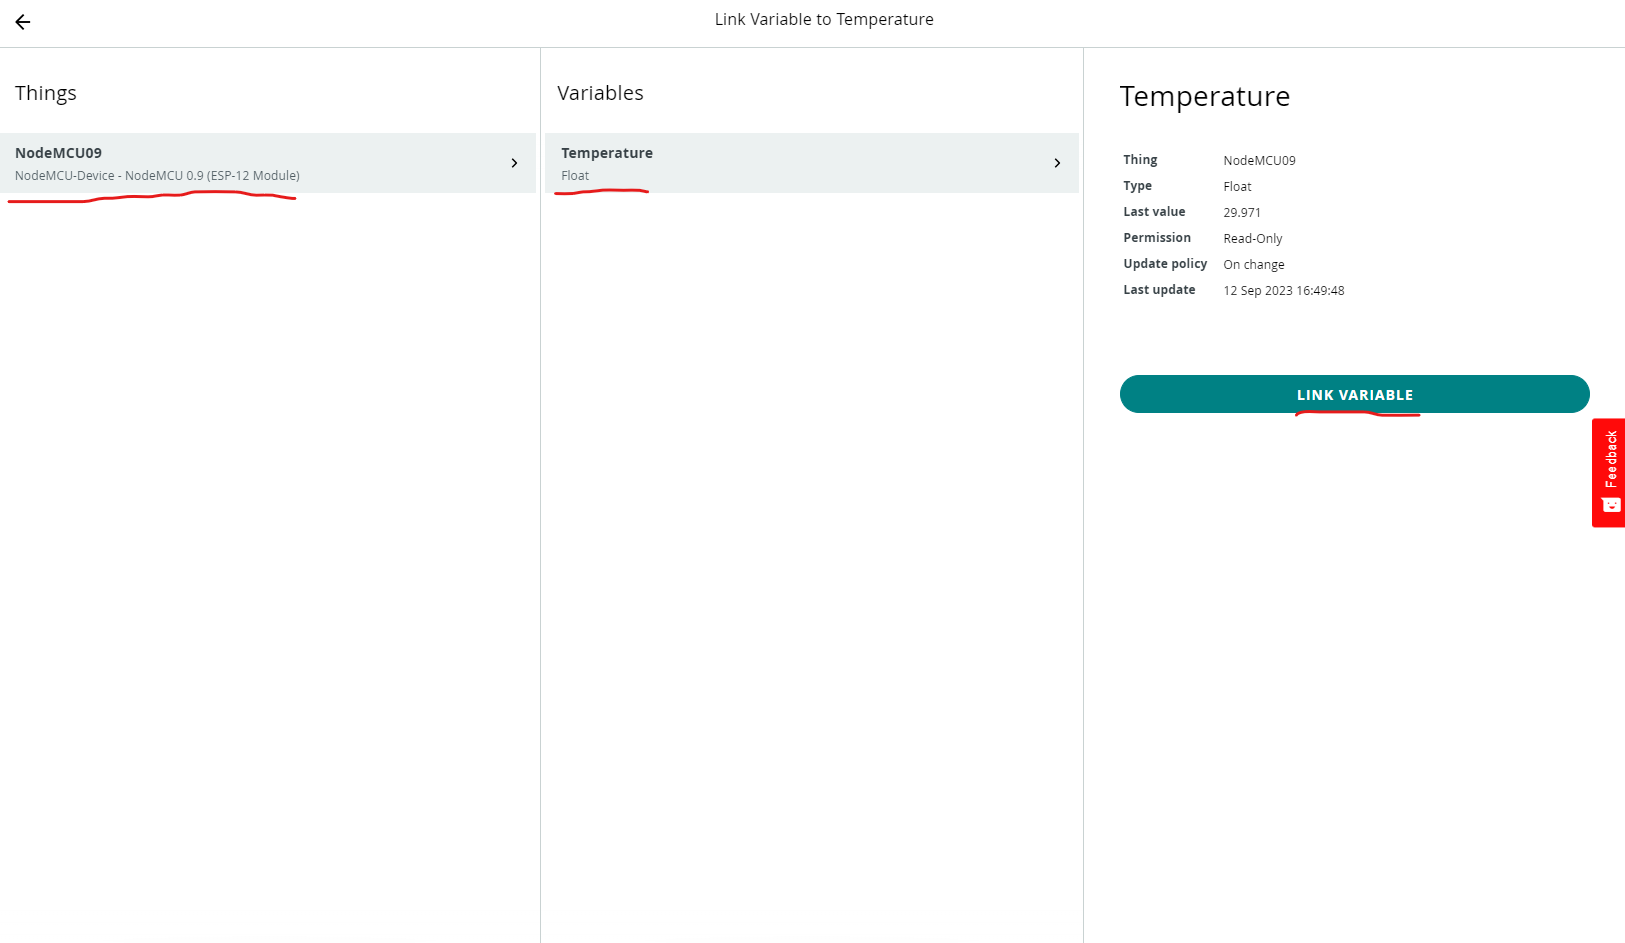 Link Variable to Temperature
Things
NodeMCU09
NodeMCU-Device - NodeMCU 0.9 (ESP-12 Module)
Variables
Temperature
Float
Temperature
Thing NodeMCU09
Type Float
Last value 29.971
Permission Read-Only
Update policy On change
Last update 12 Sep 2023 16:49:48
LINK VARIABLE
Feedback